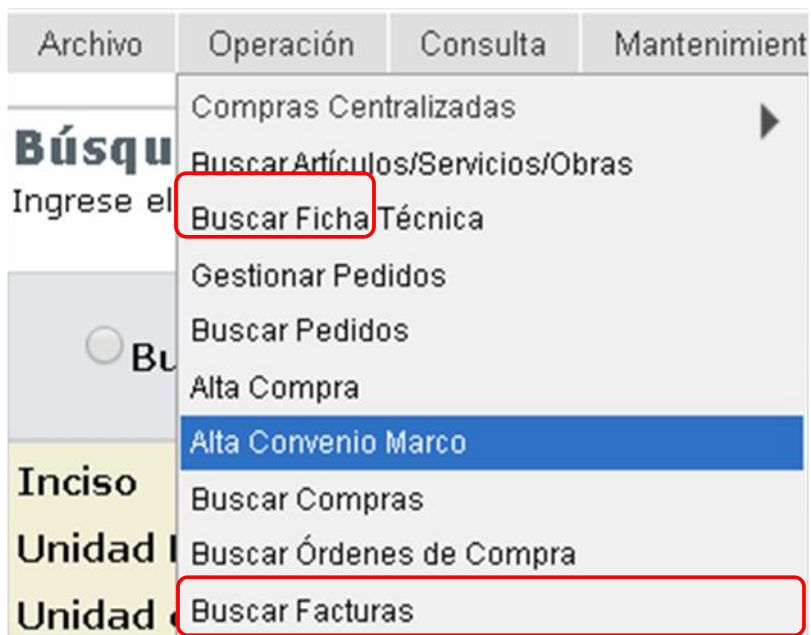 Archivo Operación Consulta Mantenimient
Compras Centralizadas
Búsqu
Buscar Artículos/Servicios/Obras
Ingrese el
Buscar Ficha Técnica
Gestionar Pedidos
Buscar Pedidos
Bu
Alta Compra
Alta Convenio Marco
Inciso
Buscar Compras
Unidad
Buscar Órdenes de Compra
Unidad
Buscar Facturas